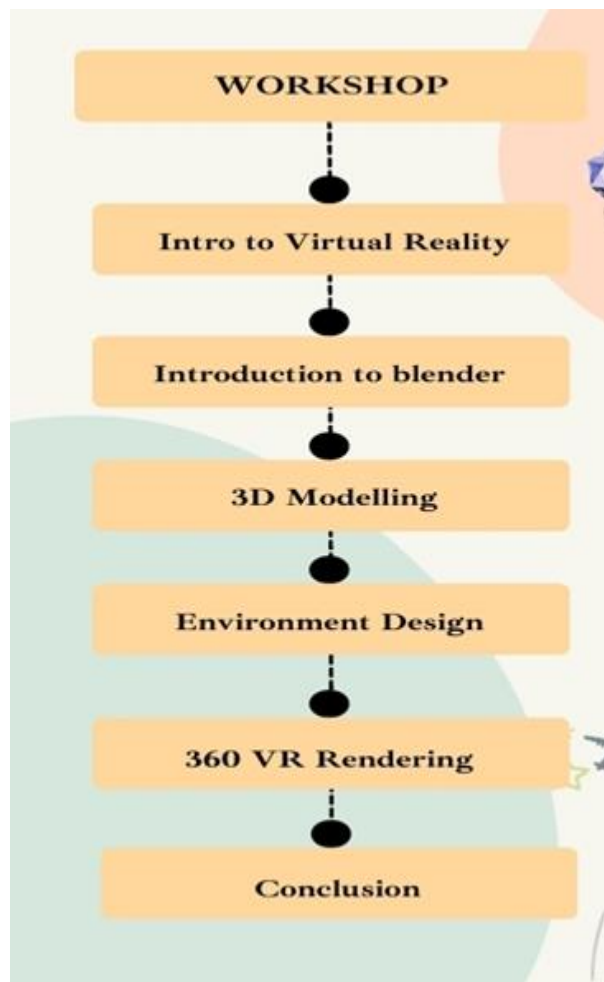 WORKSHOP
Intro to Virtual Reality
Introduction to blender
3D Modelling
Environment Design
360 VR Rendering
Conclusion